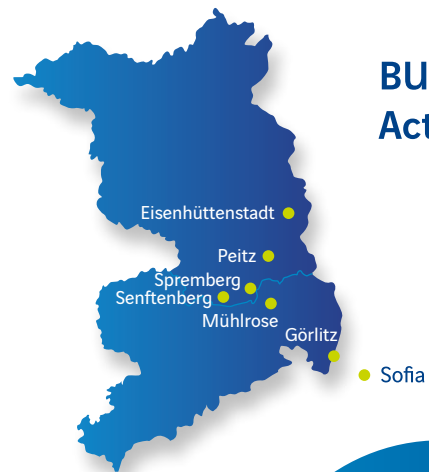 BU
Act
Eisenhüttenstadt
Peitz
Spremberg
Senftenberg
Mühlrose
Görlitz
Sofia